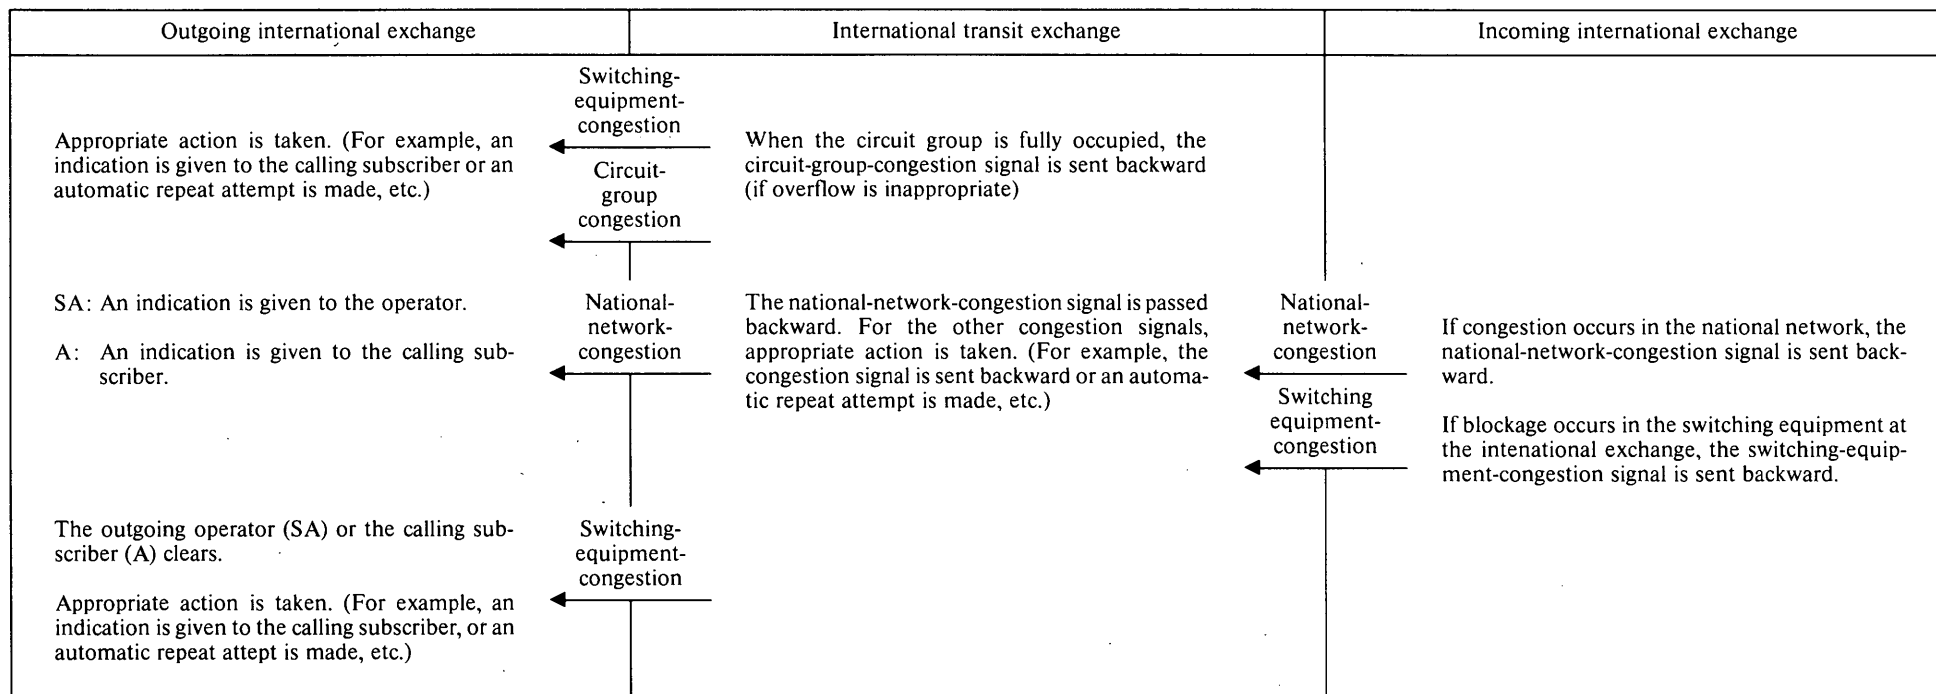 Outgoing international exchange
International transit exchange
Incoming international exchange
Switching-
equipment-
congestion
Appropriate action is taken. (For example, an
indication is given to the calling subscriber or an
automatic repeat attempt is made, etc.)
When the circuit group is fully occupied, the
circuit-group-congestion signal is sent backward
(if overflow is inappropriate)
Circuit-
group
congestion
SA: An indication is given to the operator.
A: An indication is given to the calling sub-
scriber.
National-
network-
congestion
The national-network-congestion signal is passed
backward. For the other congestion signals,
appropriate action is taken. (For example, the
congestion signal is sent backward or an automa-
tic repeat attempt is made, etc.)
National-
network-
congestion
If congestion occurs in the national network, the
national-network-congestion signal is sent back-
ward.
Switching
equipment-
congestion
If blockage occurs in the switching equipment at
the intenational exchange, the switching-equip-
ment-congestion signal is sent backward.
The outgoing operator (SA) or the calling sub-
scriber (A) clears.
Switching-
equipment-
congestion
Appropriate action is taken. (For example, an
indication is given to the calling subscriber, or an
automatic repeat attept is made, etc.)